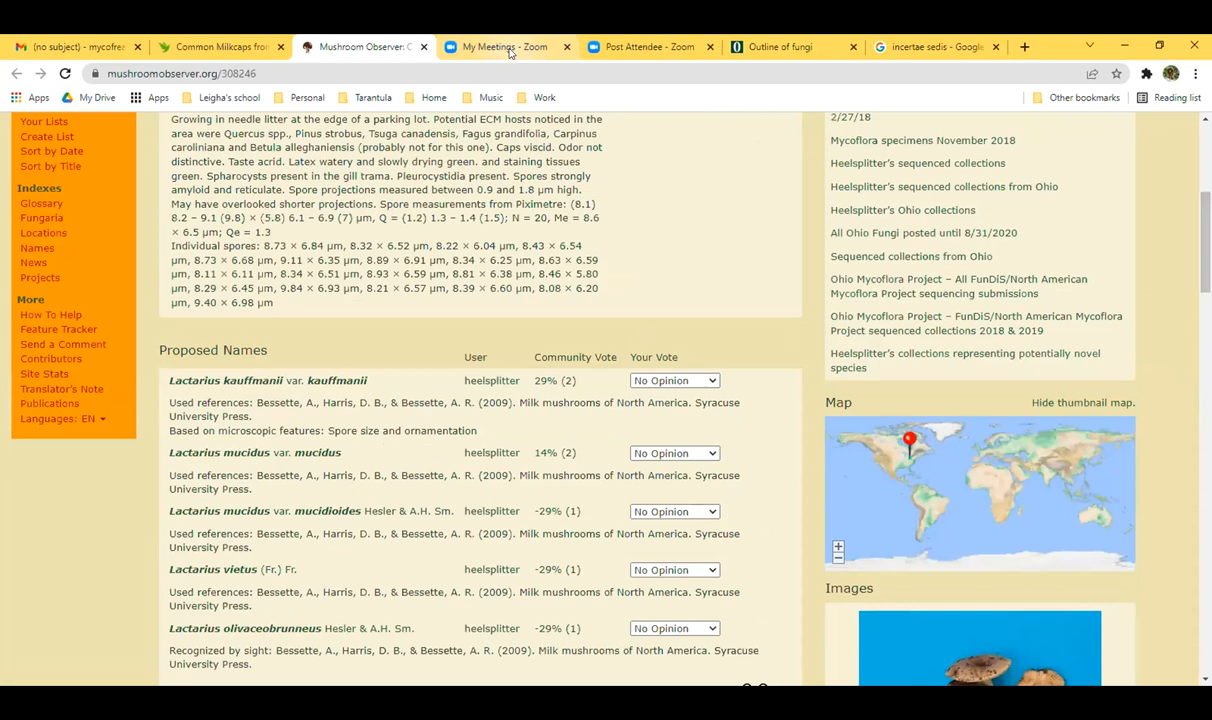 (no subject) - mycofrea
Common Milkcaps from
Mushroom Observer: C
My Meetings - Zoom
Post Attendee - Zoom
Outline of fungi
incertae sedis - Google
mushroomobserver.org/308246
Apps
My Drive
Apps
Leigha's school
Personal
Tarantula
Home
Music
Work
Other bookmarks
Reading list
Your Lists
Create List
Sort by Date
Sort by Title
Indexes
Glossary
Fungaria
Locations
Names
News
Projects
More
How To Help
Feature Tracker
Send a Comment
Contributors
Site Stats
Translator's Note
Publications
Languages: EN
Growing in needle litter at the edge of a parking lot. Potential ECM hosts noticed in the
area were Quercus spp., Pinus strobus, Tsuga canadensis, Fagus grandifolia, Carpinus
caroliniana and Betula alleghaniensis (probably not for this one). Caps viscid. Odor not
distinctive. Taste acrid. Latex watery and slowly drying green. and staining tissues
green. Spharocysts present in the gill trama. Pleurocystidia present. Spores strongly
amyloid and reticulate. Spore projections measured between 0.9 and 1.8 µm high.
May have overlooked shorter projections. Spore measurements from Piximetre: (8.1)
8.2 – 9.1 (9.8) × (5.8) 6.1 – 6.9 (7) µm, Q = (1.2) 1.3 – 1.4 (1.5); N = 20, Me = 8.6
× 6.5 µm; Qe = 1.3
Individual spores: 8.73 × 6.84 µm, 8.32 × 6.52 µm, 8.22 × 6.04 µm, 8.43 × 6.54
µm, 8.73 × 6.68 µm, 9.11 × 6.35 µm, 8.89 × 6.91 µm, 8.34 × 6.25 µm, 8.63 × 6.59
µm, 8.11 × 6.11 µm, 8.34 × 6.51 µm, 8.93 × 6.59 µm, 8.81 × 6.38 µm, 8.46 × 5.80
µm, 8.29 × 6.45 µm, 9.84 × 6.93 µm, 8.21 × 6.57 µm, 8.39 × 6.60 µm, 8.08 × 6.20
µm, 9.40 × 6.98 µm
Proposed Names
User
Community Vote
Your Vote
Lactarius kauffmanii var. kauffmanii
heelsplitter
29% (2)
No Opinion
Used references: Bessette, A., Harris, D. B., & Bessette, A. R. (2009). Milk mushrooms of North America. Syracuse
University Press.
Based on microscopic features: Spore size and ornamentation
Lactarius mucidus var. mucidus
heelsplitter
14% (2)
No Opinion
Used references: Bessette, A., Harris, D. B., & Bessette, A. R. (2009). Milk mushrooms of North America. Syracuse
University Press.
Lactarius mucidus var. mucidioides Hesler & A.H. Sm.
heelsplitter
-29% (1)
No Opinion
Used references: Bessette, A., Harris, D. B., & Bessette, A. R. (2009). Milk mushrooms of North America. Syracuse
University Press.
Lactarius vietus (Fr.) Fr.
heelsplitter
-29% (1)
No Opinion
Used references: Bessette, A., Harris, D. B., & Bessette, A. R. (2009). Milk mushrooms of North America. Syracuse
University Press.
Lactarius olivaceobrunneus Hesler & A.H. Sm.
heelsplitter
-29% (1)
No Opinion
Recognized by sight: Bessette, A., Harris, D. B., & Bessette, A. R. (2009). Milk mushrooms of North America. Syracuse
University Press.
2/27/18
Mycoflora specimens November 2018
Heelsplitter's sequenced collections
Heelsplitter's sequenced collections from Ohio
Heelsplitter's Ohio collections
All Ohio Fungi posted until 8/31/2020
Sequenced collections from Ohio
Ohio Mycoflora Project – All FunDiS/North American
Mycoflora Project sequencing submissions
Ohio Mycoflora Project – FunDiS/North American Mycoflora
Project sequenced collections 2018 & 2019
Heelsplitter's collections representing potentially novel
species
Map
Hide thumbnail map.
Images